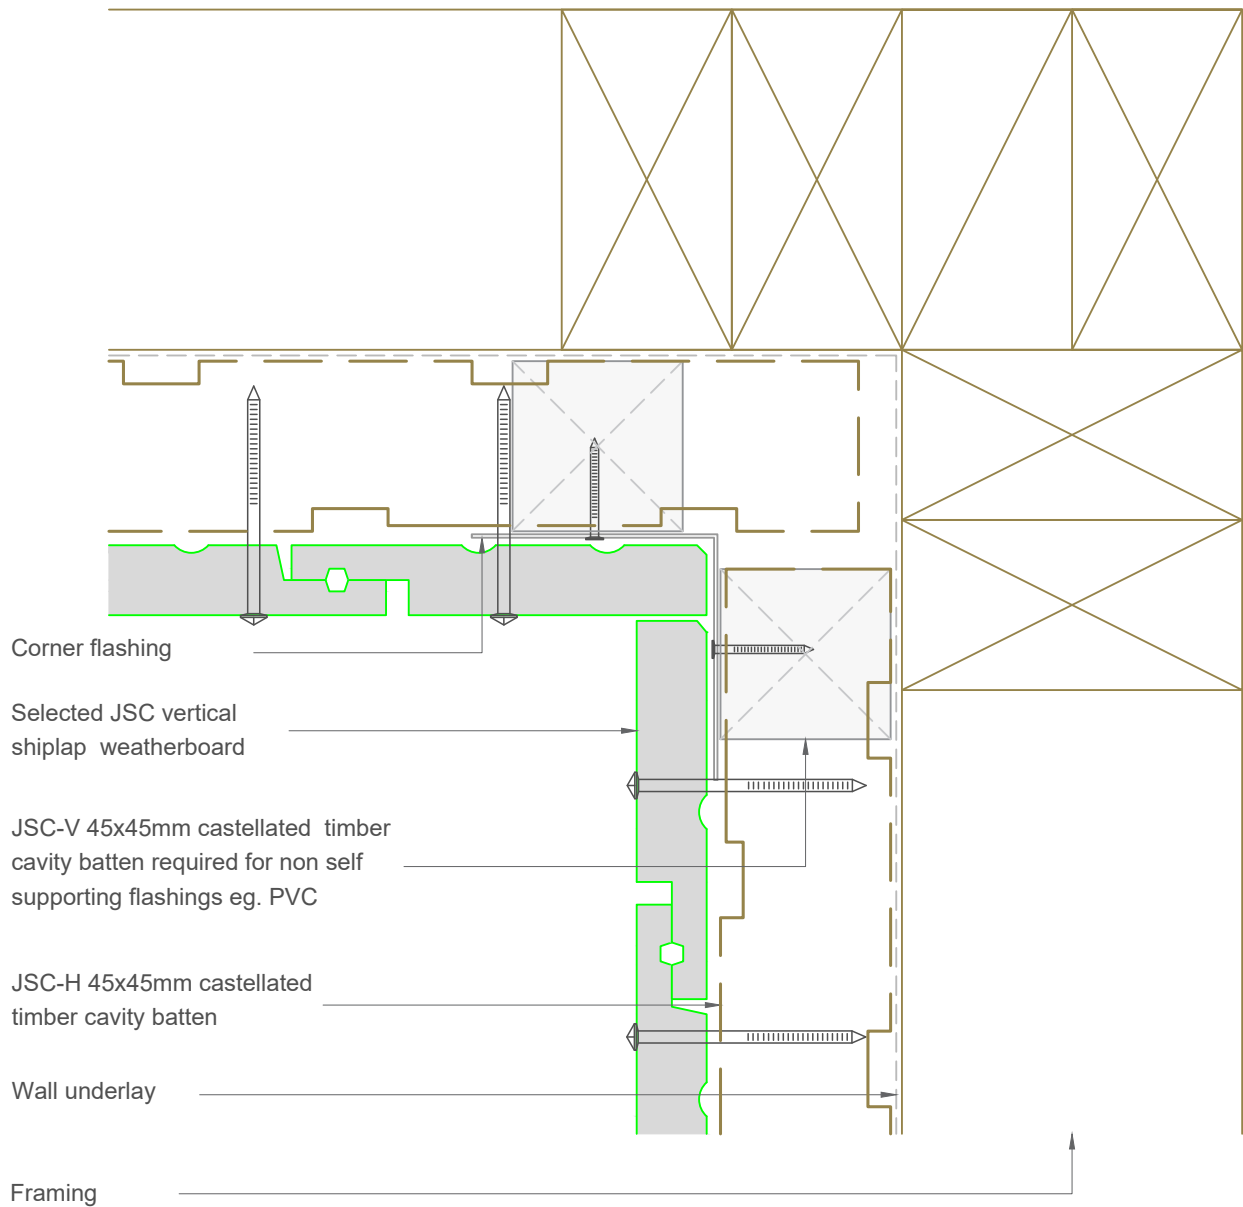 Corner flashing
Selected JSC vertical
shiplap  weatherboard
JSC-V 45x45mm castellated  timber
cavity batten required for non self
supporting flashings eg. PVC
JSC-H 45x45mm castellated
timber cavity batten
Wall underlay
Framing